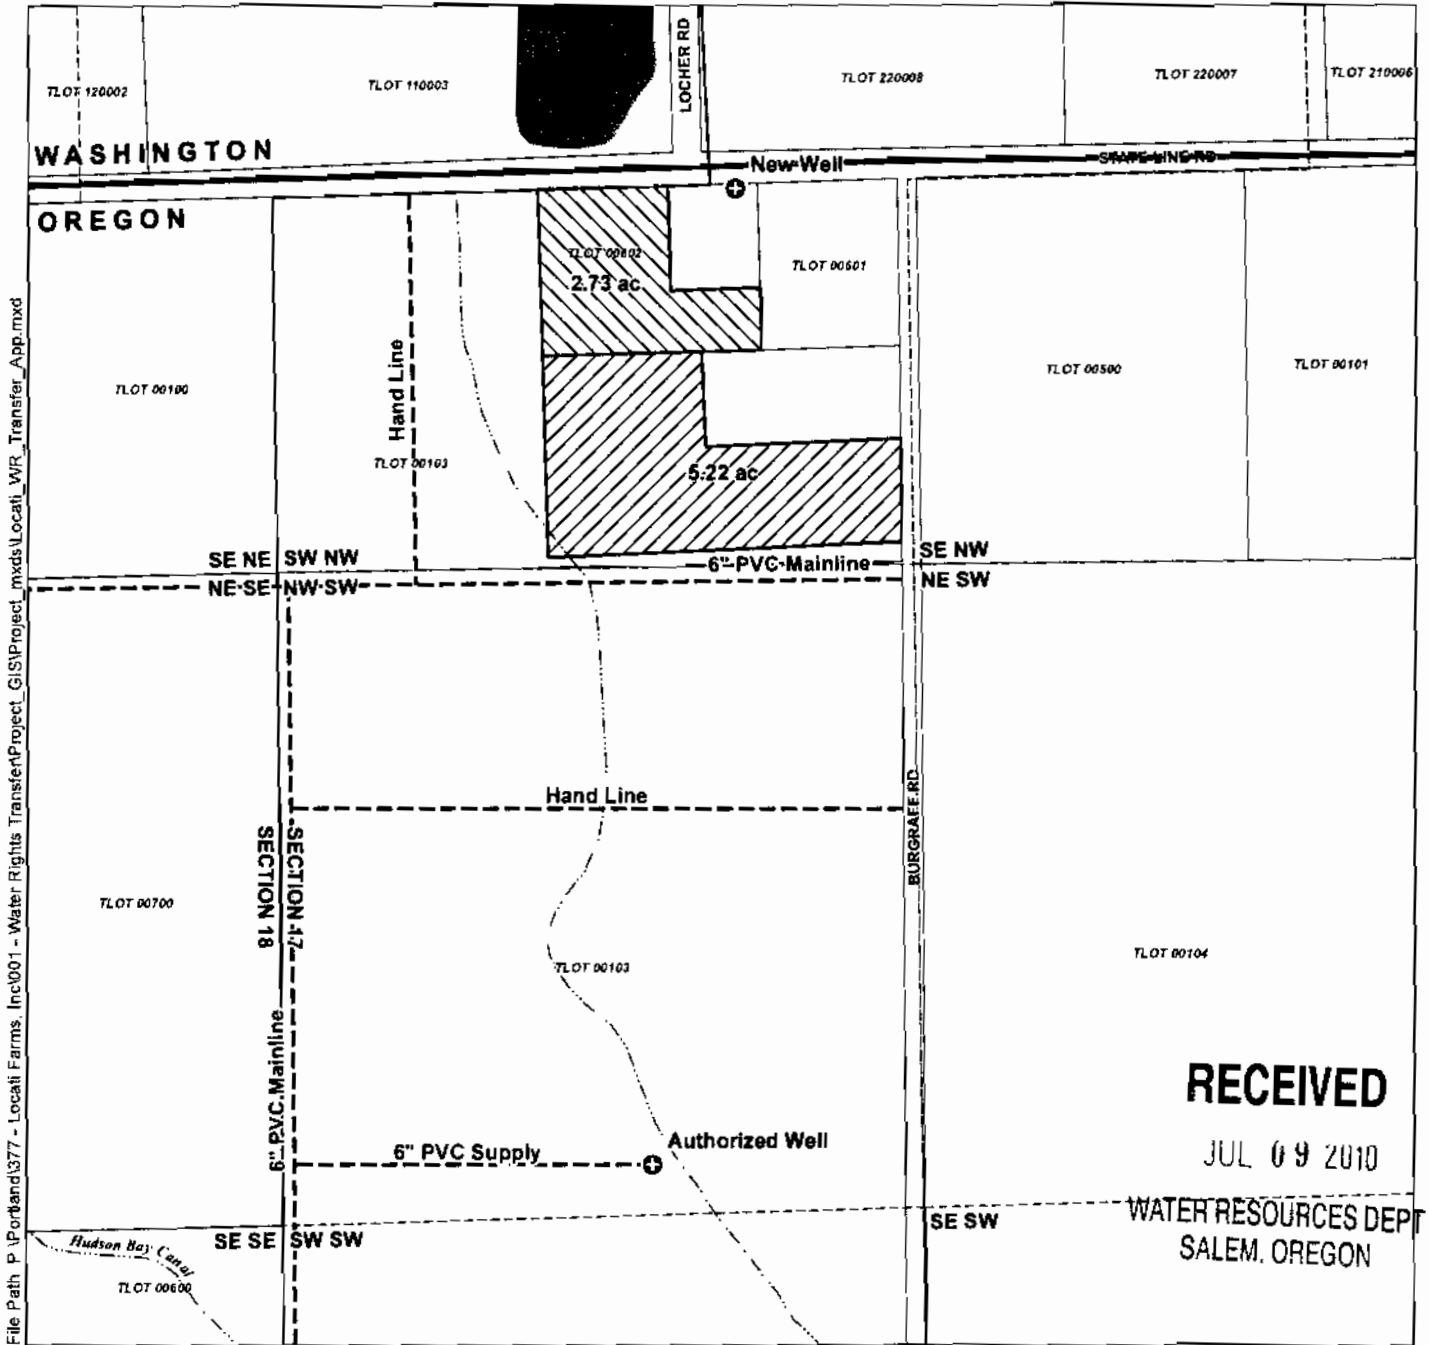 LOCHER RD
TLOT 120002
TLOT 110003
TLOT 220008
TLOT 220007
TLOT 210006
WASHINGTON
STATE LINE RD
New Well
OREGON
TLOT 00602
2.73 ac
TLOT 00601
Hand Line
TLOT 00100
TLOT 00103
TLOT 00500
TLOT 00101
5.22 ac
SE NE
SW NW
6" PVC Mainline
SE NW
NE SE
NW SW
NE SW
Hand Line
BURGRAFF RD
SECTION 18
SECTION 17
TLOT 00700
TLOT 00103
TLOT 00104
6" PVC Mainline
6" PVC Supply
Authorized Well
RECEIVED
JUL 09 2010
WATER RESOURCES DEPT
SALEM, OREGON
SE SE
SW SW
SE SW
Hudson Bay Canal
TLOT 00600
File Path: P:\Portland\377 - Locati Farms, Inc\001 - Water Rights Transfer\Project_GIS\Project_mxds\Locati_WR_Transfer_App.mxd